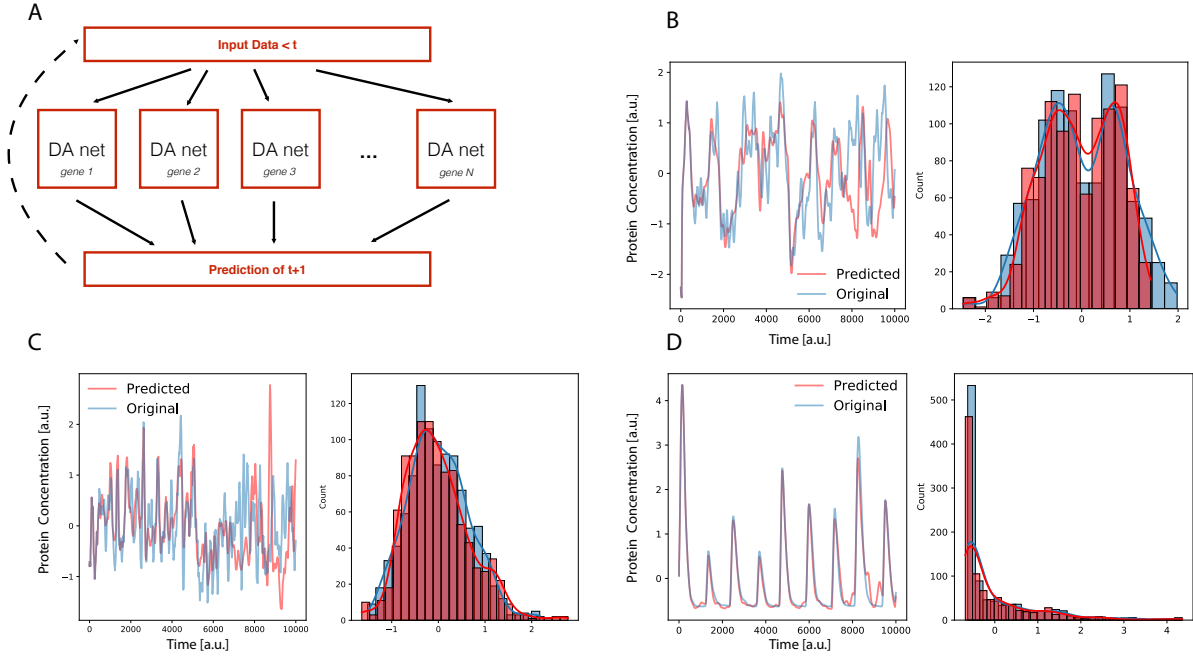 A
Input Data < t
DA net
gene 1
DA net
gene 2
DA net
gene 3
...
DA net
gene N
Prediction of t+1
B
Protein Concentration [a.u.]
2
1
0
−1
−2
Predicted
Original
0 2000 4000 6000 8000 10000
Time [a.u.]
Count
120
100
80
60
40
20
0
−2 −1 0 1 2
C
Predicted
Original
Protein Concentration [a.u.]
2
1
0
−1
0 2000 4000 6000 8000 10000
Time [a.u.]
Count
120
100
80
60
40
20
0
−1 0 1 2
D
Predicted
Original
Protein Concentration [a.u.]
4
3
2
1
0
0 2000 4000 6000 8000 10000
Time [a.u.]
Count
500
400
300
200
100
0
0 1 2 3 4